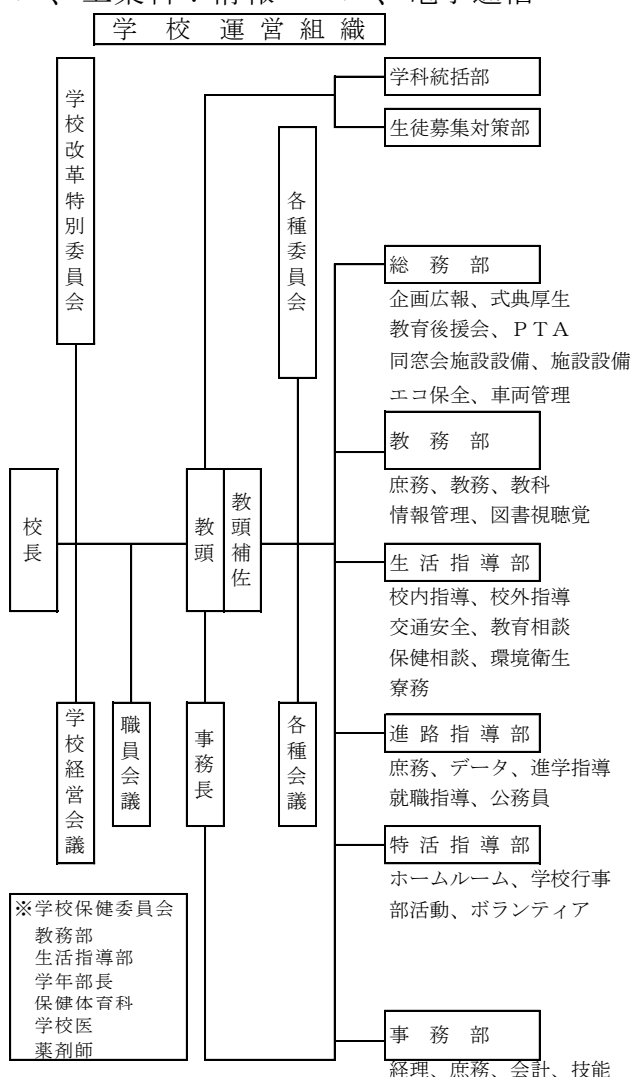 学校運営組織
学科統括部
生徒募集対策部
学校改革特別委員会
各種委員会
総務部
企画広報、式典厚生
教育後援会、ＰＴＡ
同窓会施設設備、施設設備
エコ保全、車両管理
教務部
庶務、教務、教科
情報管理、図書視聴覚
校長
教頭
教頭補佐
生活指導部
校内指導、校外指導
交通安全、教育相談
保健相談、環境衛生
寮務
学校経営会議
職員会議
事務長
各種会議
進路指導部
庶務、データ、進学指導
就職指導、公務員
特活指導部
ホームルーム、学校行事
部活動、ボランティア
※学校保健委員会
教務部
生活指導部
学年部長
保健体育科
学校医
薬剤師
事務部
経理、庶務、会計、技能